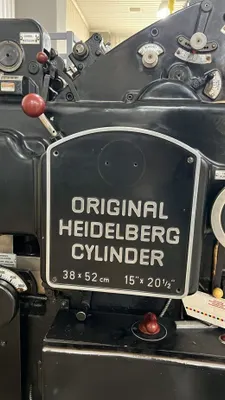 ORIGINAL
HEIDELBERG
CYLINDER
38 x 52 cm 15" x 20½"